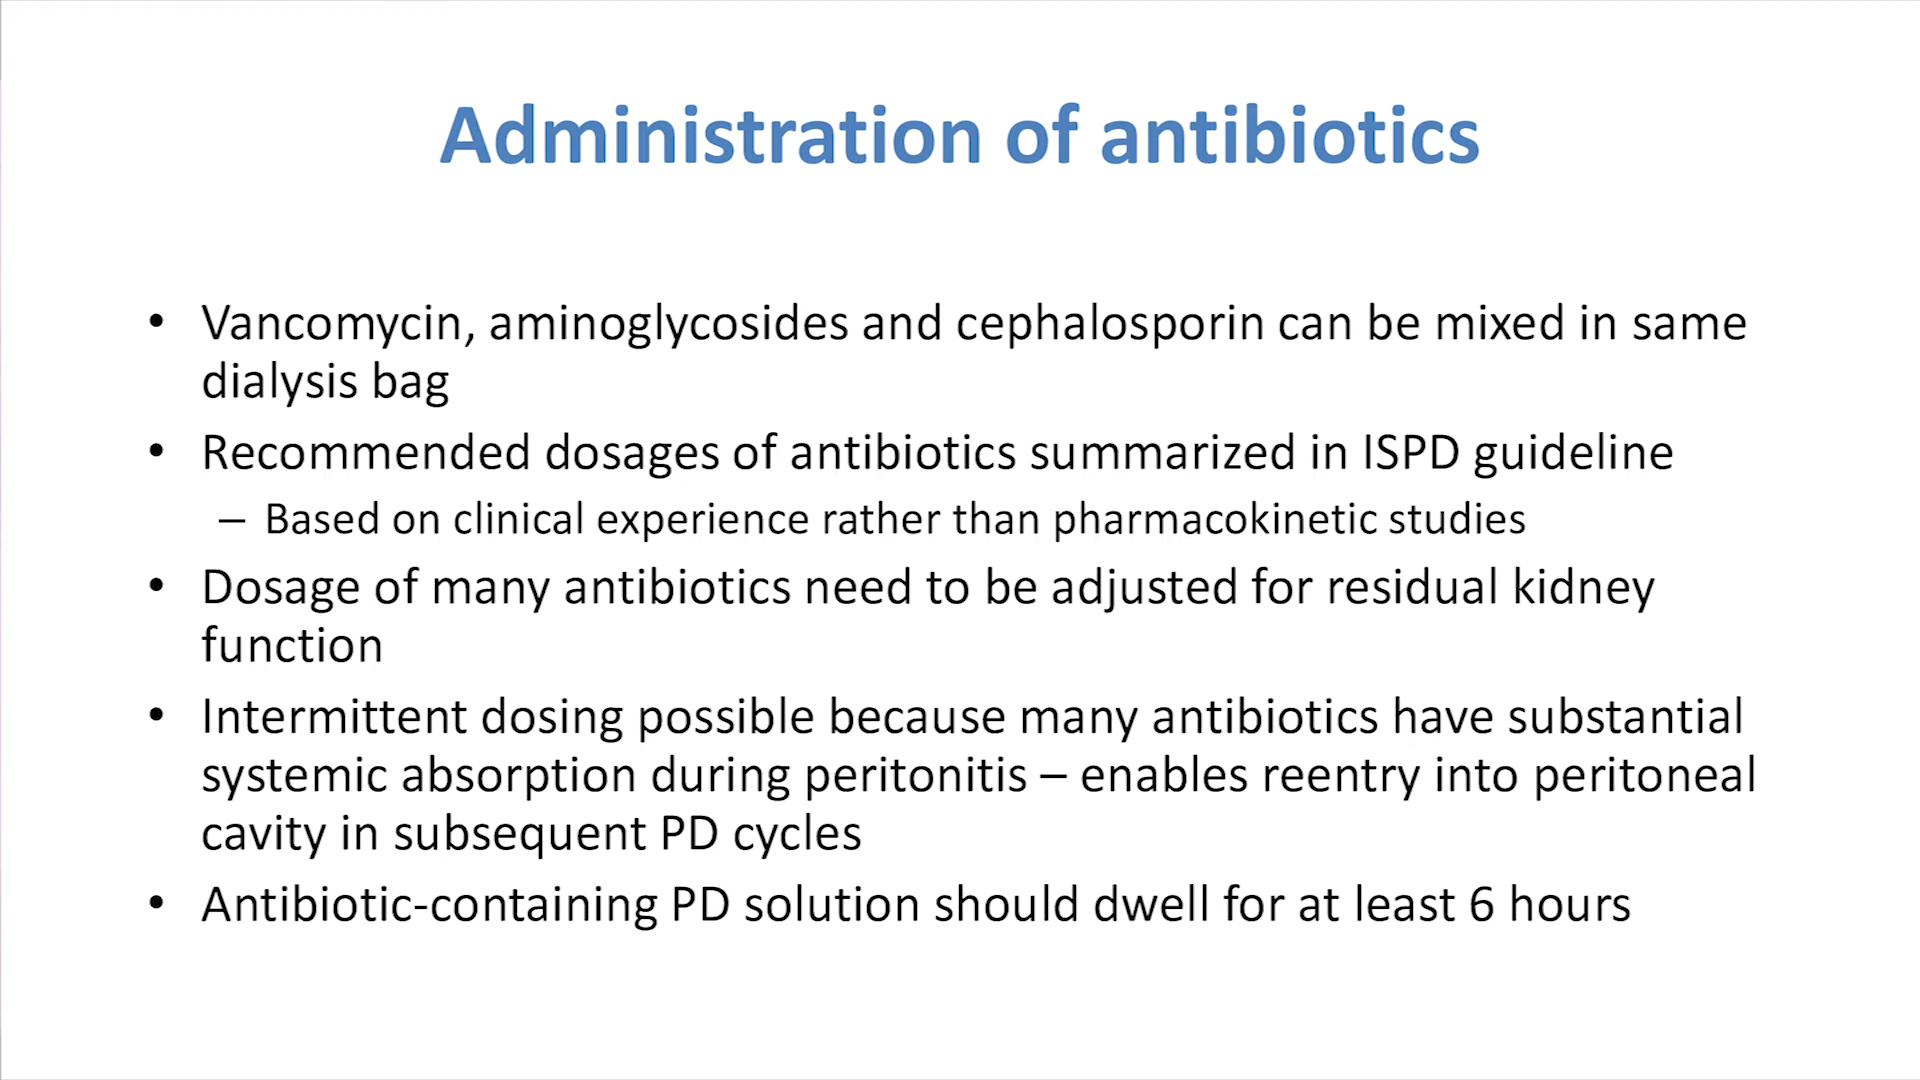 Administration of antibiotics
• Vancomycin, aminoglycosides and cephalosporin can be mixed in same
dialysis bag
• Recommended dosages of antibiotics summarized in ISPD guideline
– Based on clinical experience rather than pharmacokinetic studies
• Dosage of many antibiotics need to be adjusted for residual kidney
function
• Intermittent dosing possible because many antibiotics have substantial
systemic absorption during peritonitis – enables reentry into peritoneal
cavity in subsequent PD cycles
• Antibiotic-containing PD solution should dwell for at least 6 hours